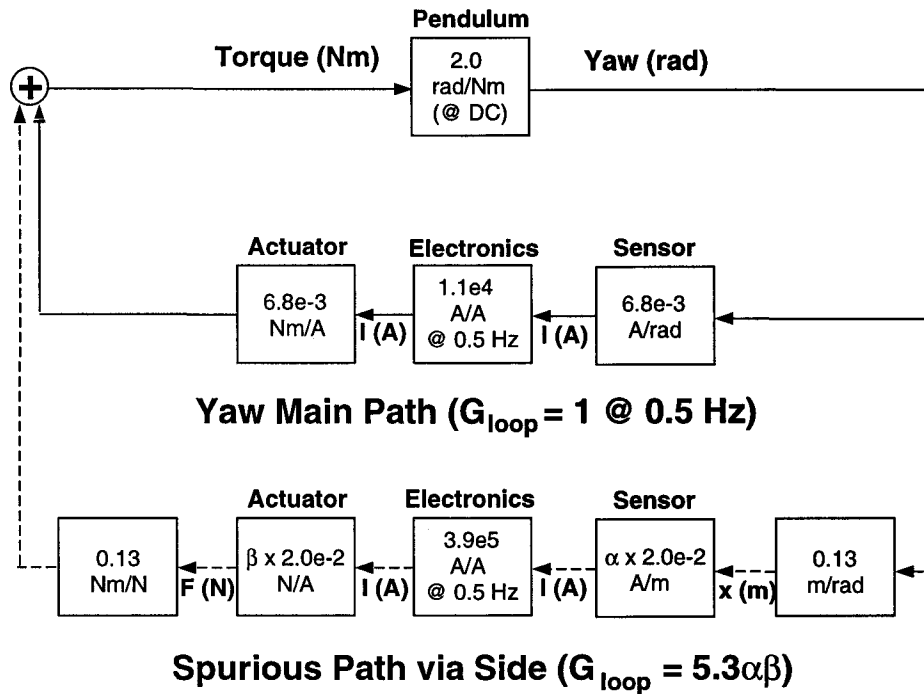 Pendulum
Torque (Nm)
2.0
rad/Nm
(@ DC)
Yaw (rad)
+
Actuator
Electronics
Sensor
6.8e-3
Nm/A
I (A)
1.1e4
A/A
@ 0.5 Hz
I (A)
6.8e-3
A/rad
Yaw Main Path (Gloop = 1 @ 0.5 Hz)
Actuator
Electronics
Sensor
0.13
Nm/N
F (N)
β x 2.0e-2
N/A
I (A)
3.9e5
A/A
@ 0.5 Hz
I (A)
α x 2.0e-2
A/m
x (m)
0.13
m/rad
Spurious Path via Side (Gloop = 5.3αβ)